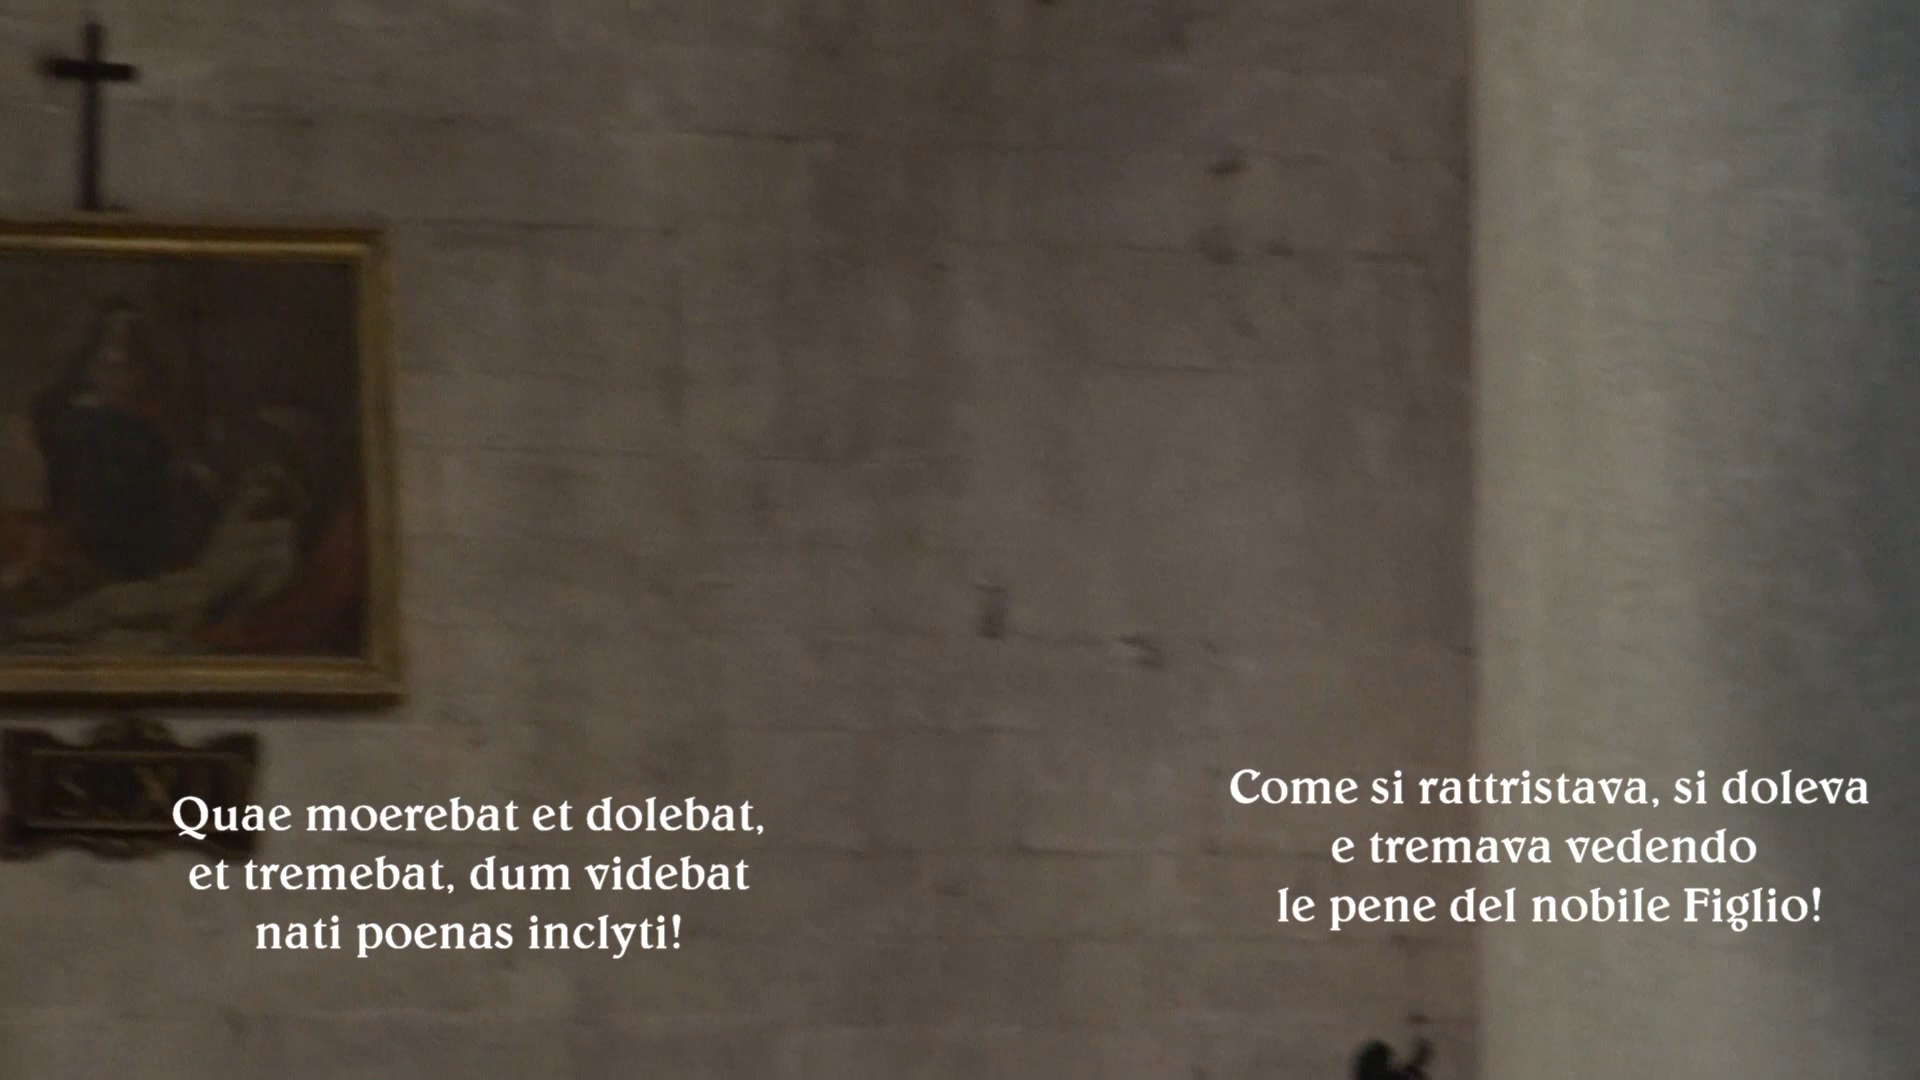 Quae moerebat et dolebat,
et tremebat, dum videbat
nati poenas inclyti!
Come si rattristava, si doleva
e tremava vedendo
le pene del nobile Figlio!